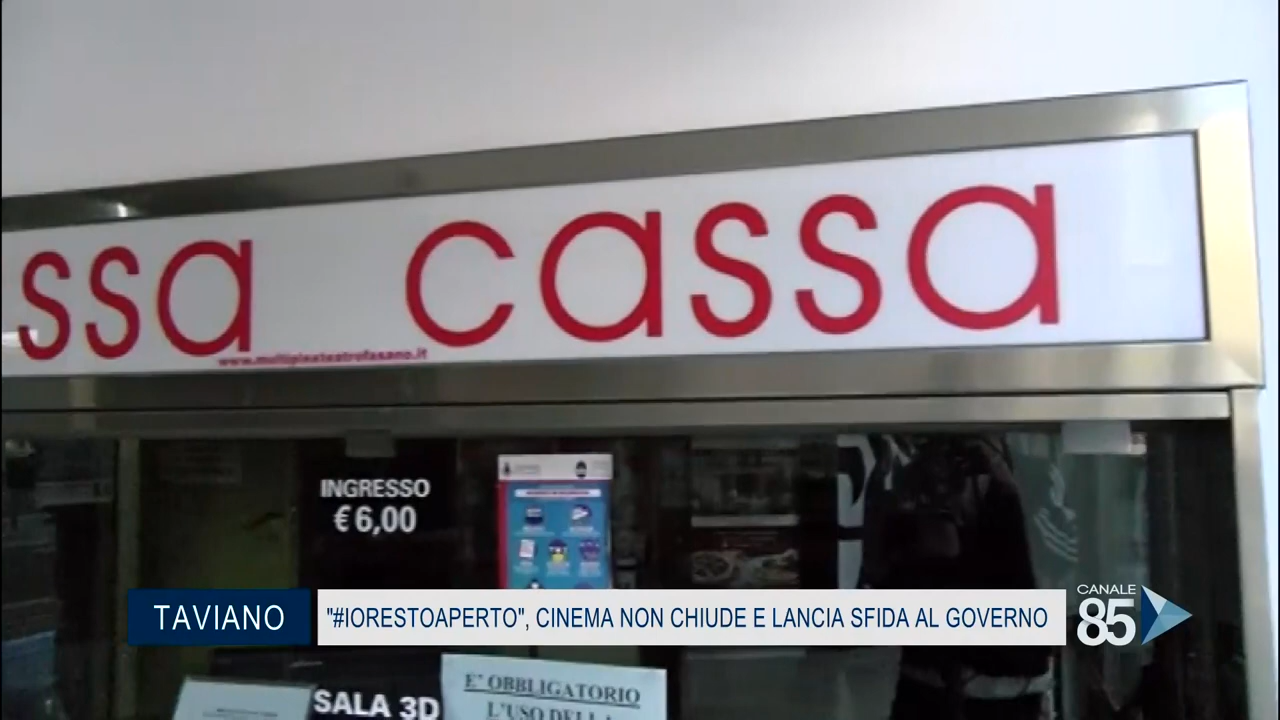 ssa cassa
www.multiplexteatrofasano.it
INGRESSO
€ 6,00
TAVIANO
"#IORESTOAPERTO", CINEMA NON CHIUDE E LANCIA SFIDA AL GOVERNO
CANALE
85
SALA 3D
E' OBBLIGATORIO
L'USO DELLA